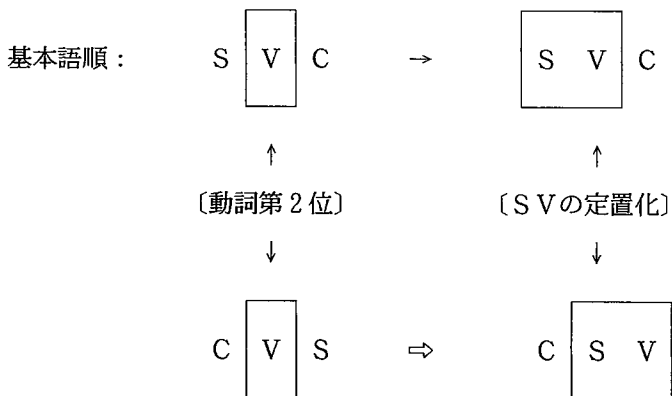 基本語順： S V C → S V C
↑ ↑
〔動詞第2位〕 〔SVの定置化〕
↓ ↓
C V S ⇨ C S V